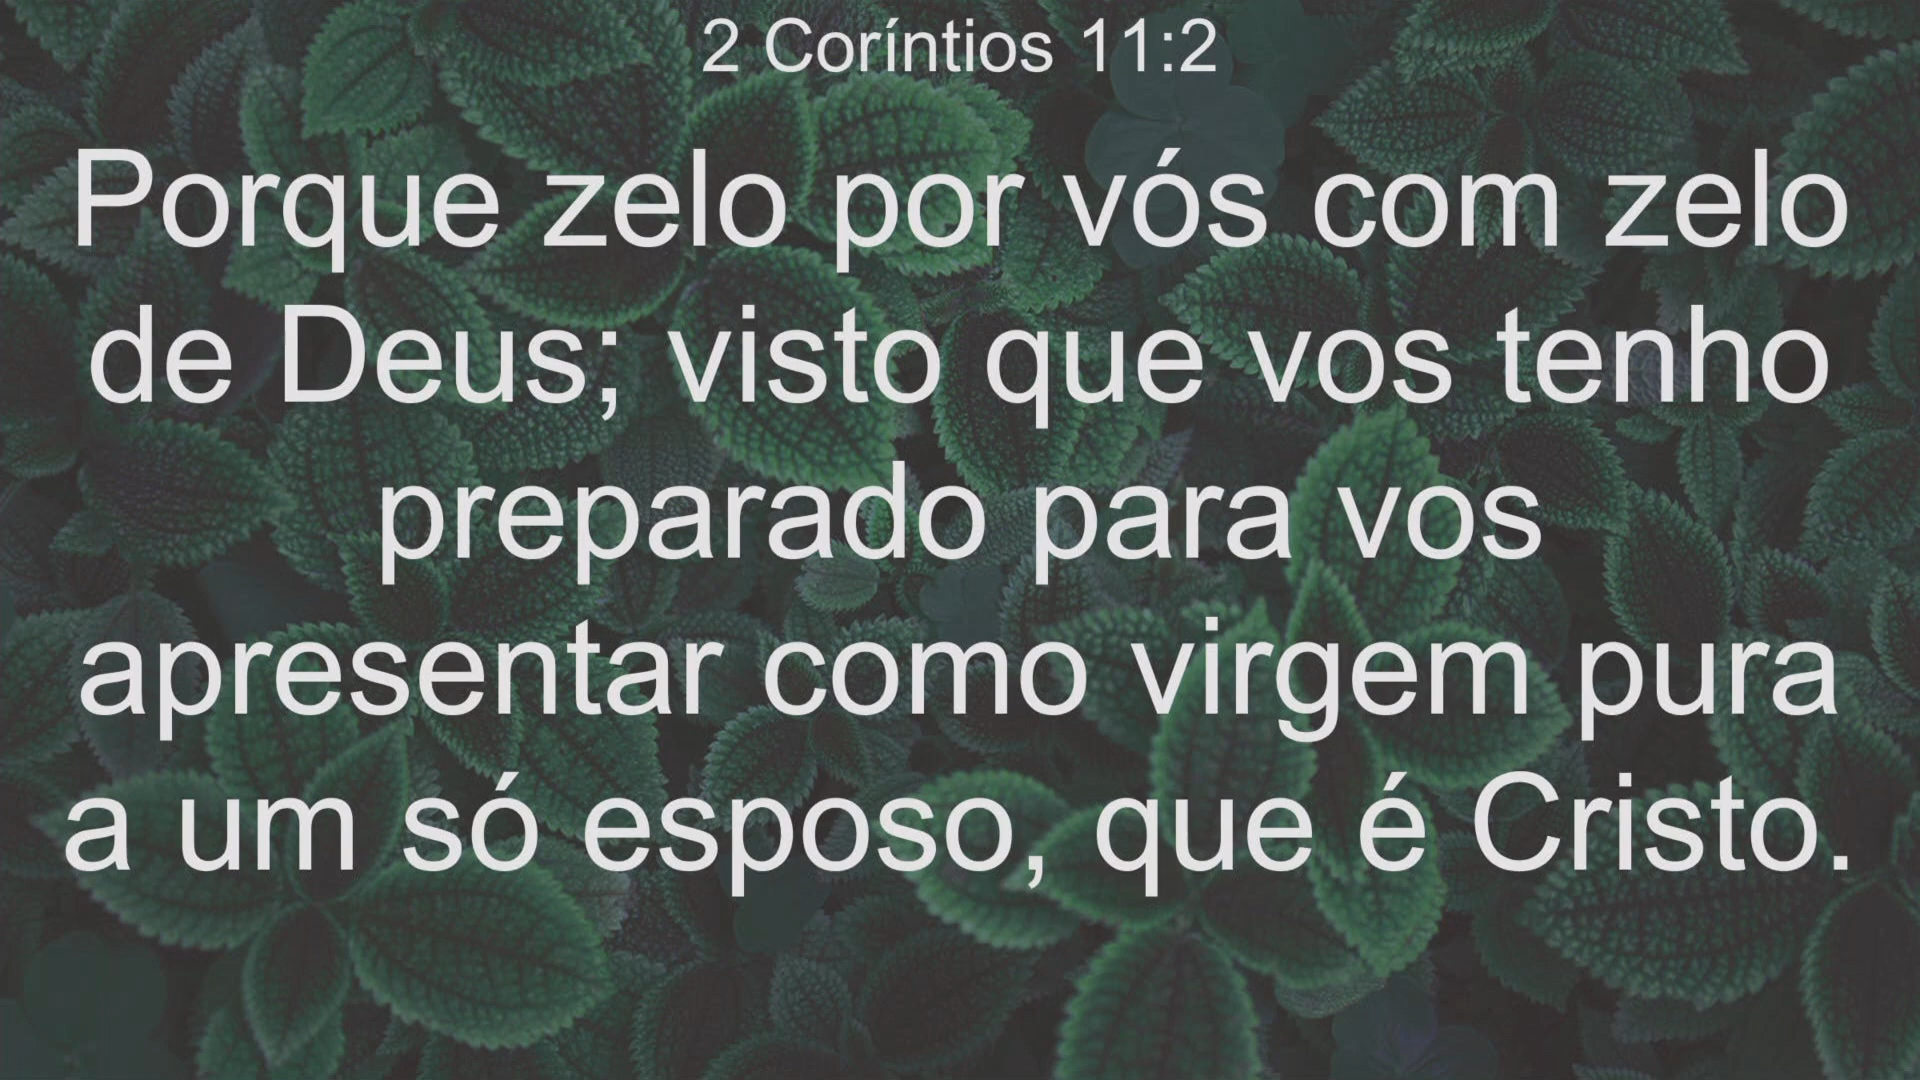 2 Coríntios 11:2
Porque zelo por vós com zelo
de Deus; visto que vos tenho
preparado para vos
apresentar como virgem pura
a um só esposo, que é Cristo.